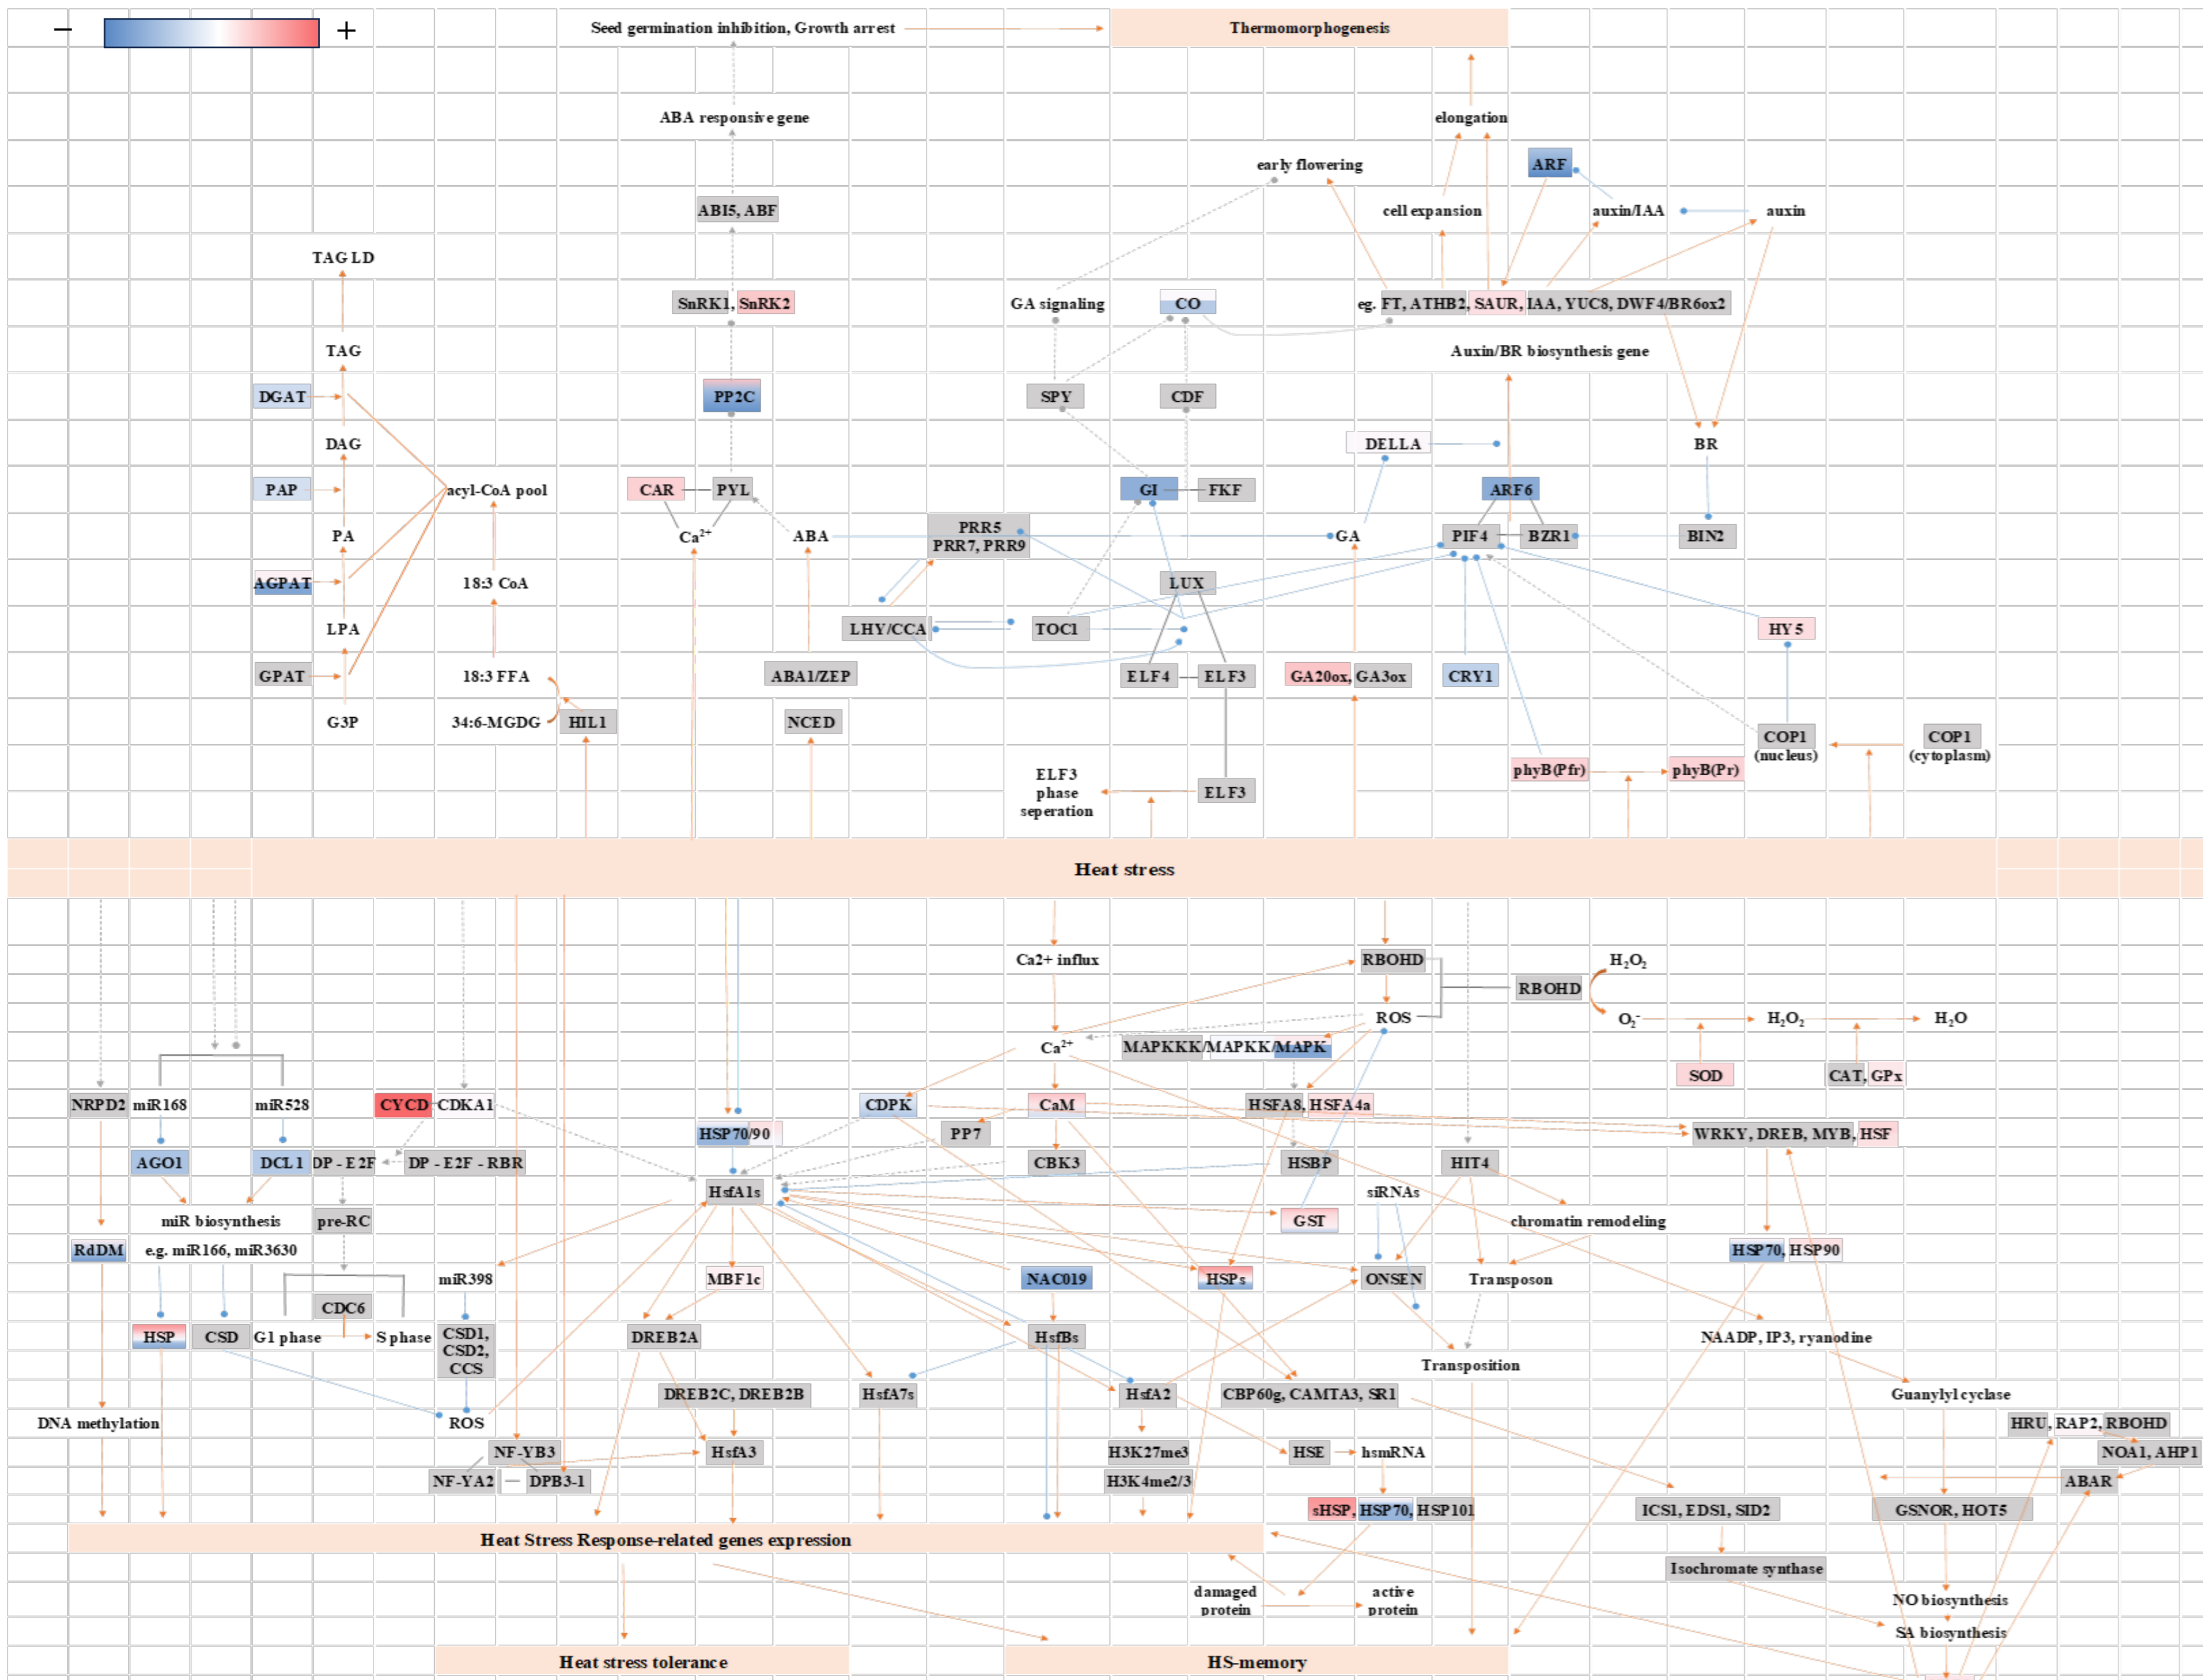 − +
Seed germination inhibition, Growth arrest
Thermomorphogenesis
ABA responsive gene
elongation
early flowering
ARF
ABI5, ABF
cell expansion
auxin/IAA
auxin
TAG LD
SnRK1, SnRK2
GA signaling
CO
eg. FT, ATHB2, SAUR, IAA, YUC8, DWF4/BR6ox2
TAG
Auxin/BR biosynthesis gene
DGAT
PP2C
SPY
CDF
DAG
DELLA
BR
PAP
acyl-CoA pool
CAR
PYL
GI
FKF
ARF6
PA
Ca²⁺
ABA
PRR5
PRR7, PRR9
GA
PIF4
BZR1
BIN2
AGPAT
18:3 CoA
LUX
LPA
LHY/CCA
TOC1
HY5
GPAT
18:3 FFA
ABA1/ZEP
ELF4
ELF3
GA20ox, GA3ox
CRY1
G3P
34:6-MGDG
HIL1
NCED
COP1
(nucleus)
COP1
(cytoplasm)
phyB(Pfr)
phyB(Pr)
ELF3
phase
seperation
ELF3
Heat stress
Ca2+ influx
RBOHD
H₂O₂
RBOHD
ROS
O₂⁻
H₂O₂
H₂O
Ca²⁺
MAPKKK/MAPKK/MAPK
SOD
CAT, GPx
NRPD2
miR168
miR528
CYCD
CDKA1
CDPK
CaM
HSFA8, HSFA4a
HSP70/90
PP7
WRKY, DREB, MYB, HSF
AGO1
DCL1
DP - E2F
DP - E2F - RBR
CBK3
HSBP
HIT4
HsfA1s
siRNAs
miR biosynthesis
pre-RC
GST
chromatin remodeling
RdDM
e.g. miR166, miR3630
HSP70, HSP90
miR398
MBF1c
NAC019
HSPs
ONSEN
Transposon
CDC6
HSP
CSD
G1 phase
S phase
CSD1,
CSD2,
CCS
DREB2A
HsfBs
NAADP, IP3, ryanodine
Transposition
DREB2C, DREB2B
HsfA7s
HsfA2
CBP60g, CAMTA3, SR1
Guanylyl cyclase
DNA methylation
ROS
HRU, RAP2, RBOHD
NF-YB3
HsfA3
H3K27me3
HSE
hsmRNA
NOA1, AHP1
NF-YA2
DPB3-1
H3K4me2/3
ABAR
sHSP, HSP70, HSP101
ICS1, EDS1, SID2
GSNOR, HOT5
Heat Stress Response-related genes expression
Isochromate synthase
damaged
protein
active
protein
NO biosynthesis
SA biosynthesis
Heat stress tolerance
HS-memory